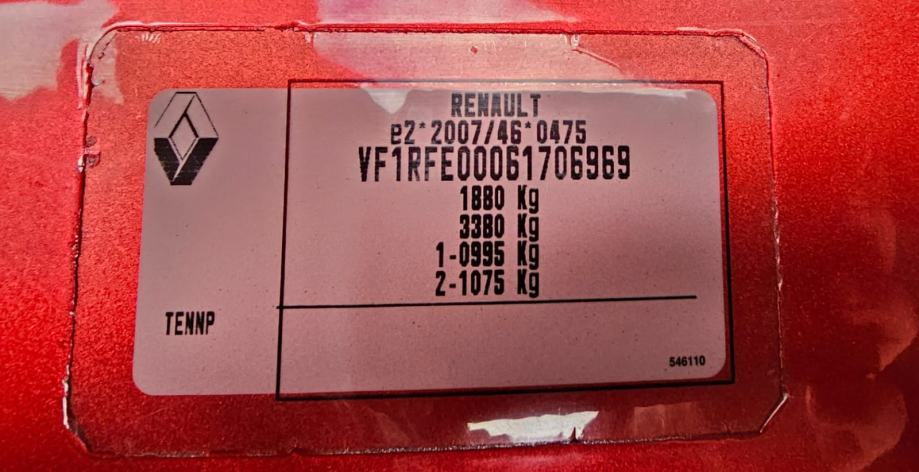 RENAULT
e2*2007/46*0475
VF1RFE00061706969
1880 Kg
3380 Kg
1-0995 Kg
2-1075 Kg
TENNP
546110